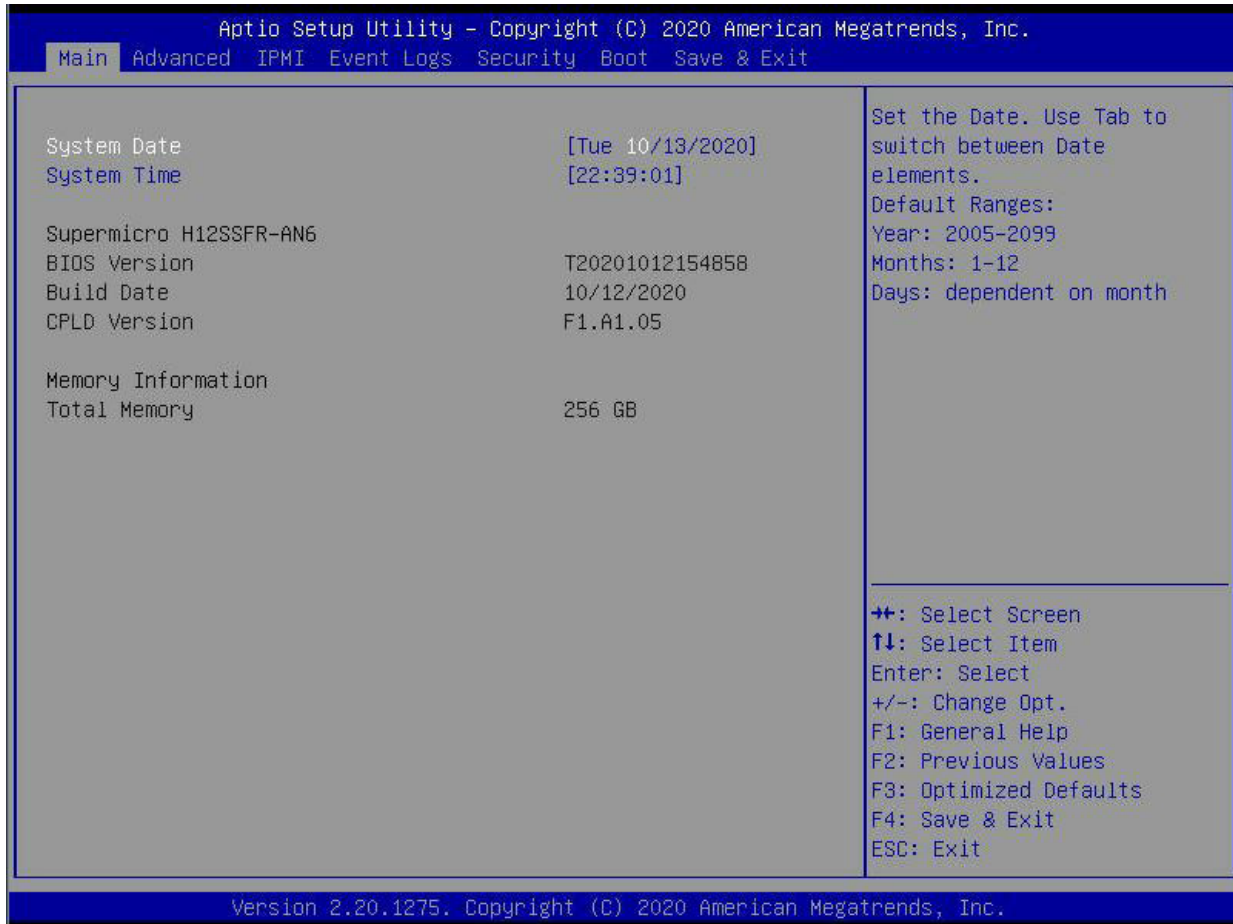 Aptio Setup Utility – Copyright (C) 2020 American Megatrends, Inc.
Main Advanced IPMI Event Logs Security Boot Save & Exit
System Date [Tue 10/13/2020]
System Time [22:39:01]
Supermicro H12SSFR-AN6
BIOS Version T20201012154858
Build Date 10/12/2020
CPLD Version F1.A1.05
Memory Information
Total Memory 256 GB
Set the Date. Use Tab to
switch between Date
elements.
Default Ranges:
Year: 2005-2099
Months: 1-12
Days: dependent on month
→←: Select Screen
↑↓: Select Item
Enter: Select
+/-: Change Opt.
F1: General Help
F2: Previous Values
F3: Optimized Defaults
F4: Save & Exit
ESC: Exit
Version 2.20.1275. Copyright (C) 2020 American Megatrends, Inc.